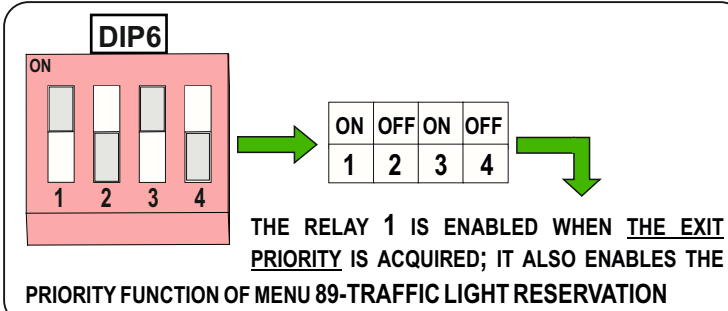 DIP6
ON
1 2 3 4
ON OFF ON OFF
1 2 3 4
THE RELAY 1 IS ENABLED WHEN THE EXIT
PRIORITY IS ACQUIRED; IT ALSO ENABLES THE
PRIORITY FUNCTION OF MENU 89-TRAFFIC LIGHT RESERVATION